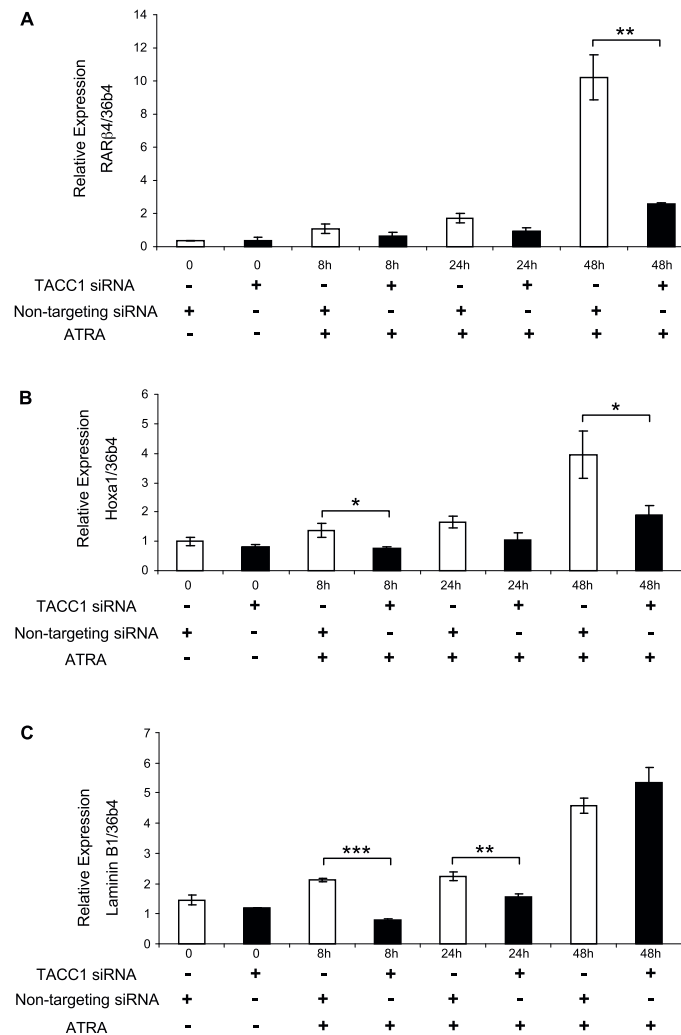 A
14
12
10
8
6
4
2
0
Relative Expression
RARβ4/36b4
**
0 0 8h 8h 24h 24h 48h 48h
TACC1 siRNA - + - + - + - +
Non-targeting siRNA + - + - + - + -
ATRA - - + + + + + +
B
6
5
4
3
2
1
0
Relative Expression
Hoxa1/36b4
*
*
0 0 8h 8h 24h 24h 48h 48h
TACC1 siRNA - + - + - + - +
Non-targeting siRNA + - + - + - + -
ATRA - - + + + + + +
C
7
6
5
4
3
2
1
0
Relative Expression
Laminin B1/36b4
***
**
0 0 8h 8h 24h 24h 48h 48h
TACC1 siRNA - + - + - + - +
Non-targeting siRNA + - + - + - + -
ATRA - - + + + + + +